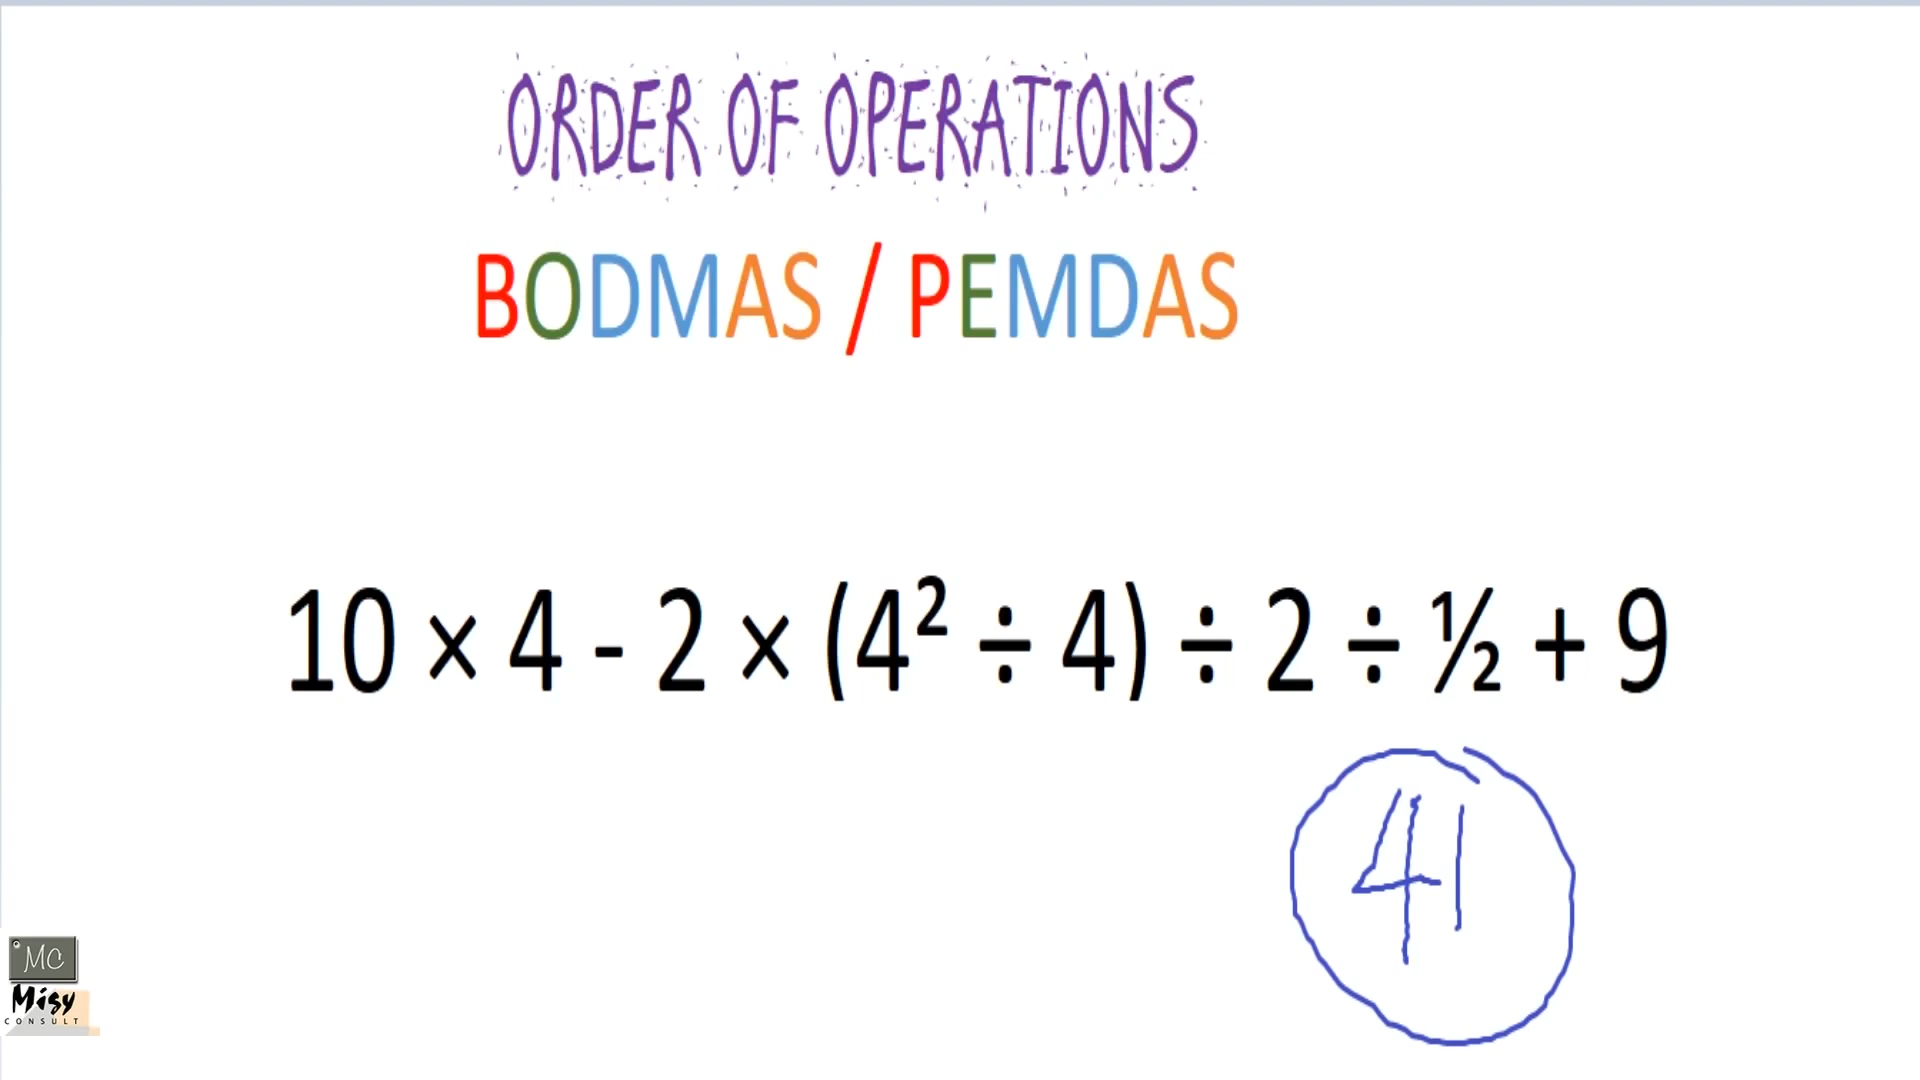 ORDER OF OPERATIONS
BODMAS / PEMDAS
10 × 4 - 2 × (4² ÷ 4) ÷ 2 ÷ ½ + 9
41
MC
Misy
CONSULT